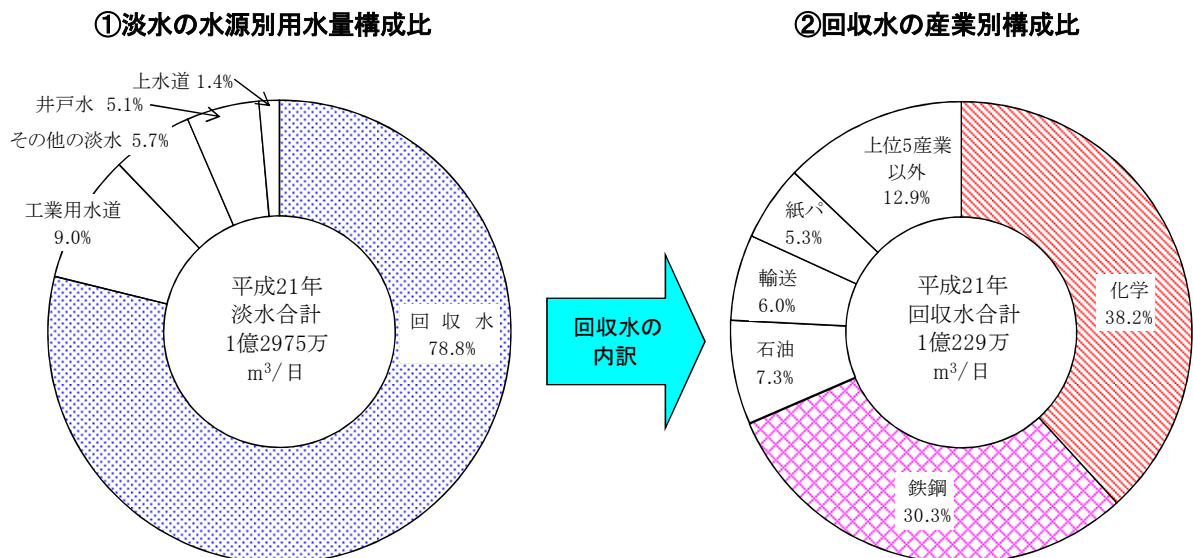 ①淡水の水源別用水量構成比
上水道 1.4%
井戸水 5.1%
その他の淡水 5.7%
工業用水道
9.0%
平成21年
淡水合計
1億2975万
m³/日
回 収 水
78.8%
回収水の
内訳
②回収水の産業別構成比
上位5産業
以外
12.9%
紙パ
5.3%
輸送
6.0%
石油
7.3%
平成21年
回収水合計
1億229万
m³/日
化学
38.2%
鉄鋼
30.3%